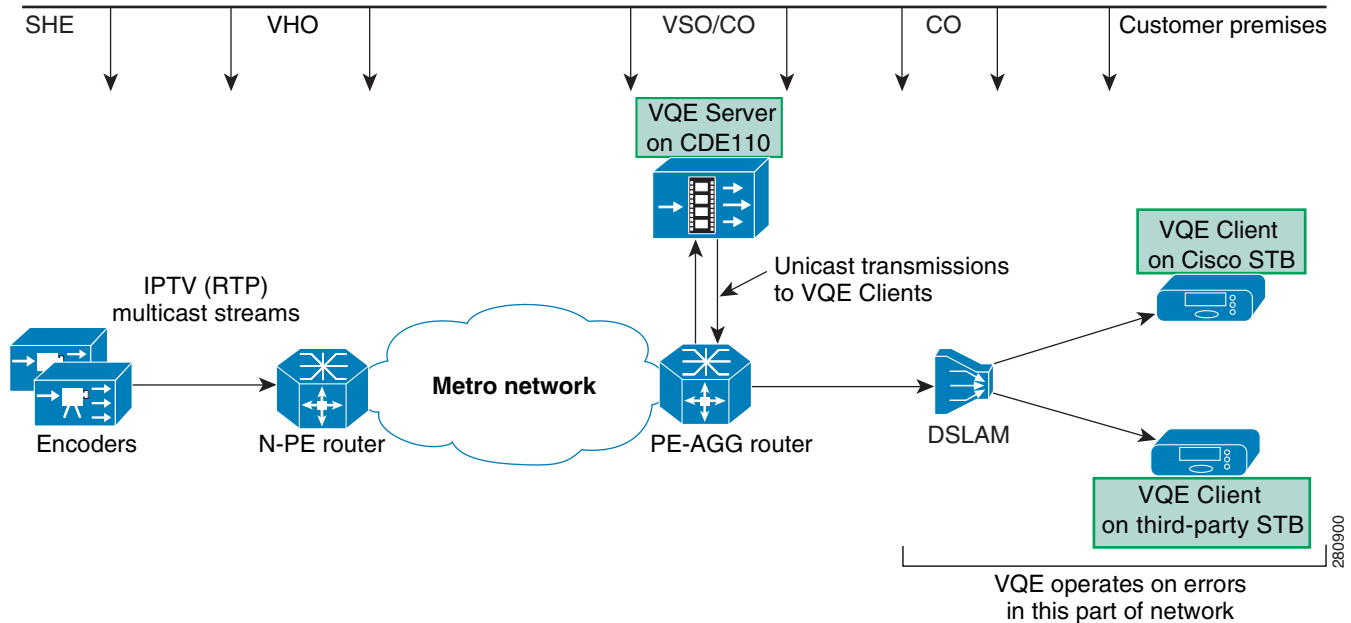 SHE
VHO
VSO/CO
CO
Customer premises
VQE Server
on CDE110
VQE Client
on Cisco STB
Unicast transmissions
to VQE Clients
IPTV (RTP)
multicast streams
Metro network
Encoders
N-PE router
PE-AGG router
DSLAM
VQE Client
on third-party STB
280900
VQE operates on errors
in this part of network